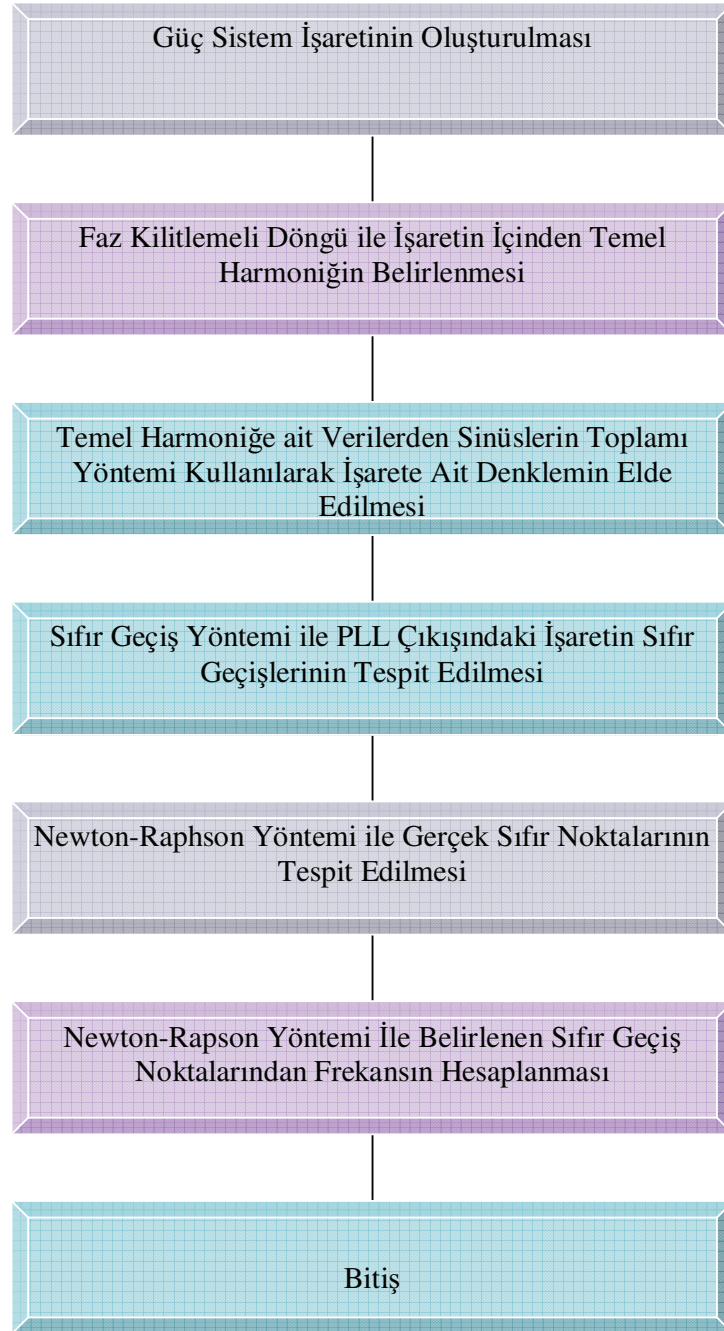 Güç Sistem İşaretinin Oluşturulması
Faz Kilitlemeli Döngü ile İşaretin İçinden Temel
Harmoniğin Belirlenmesi
Temel Harmoniğe ait Verilerden Sinüslerin Toplamı
Yöntemi Kullanılarak İşarete Ait Denklemin Elde
Edilmesi
Sıfır Geçiş Yöntemi ile PLL Çıkışındaki İşaretin Sıfır
Geçişlerinin Tespit Edilmesi
Newton-Raphson Yöntemi ile Gerçek Sıfır Noktalarının
Tespit Edilmesi
Newton-Rapson Yöntemi İle Belirlenen Sıfır Geçiş
Noktalarından Frekansın Hesaplanması
Bitiş